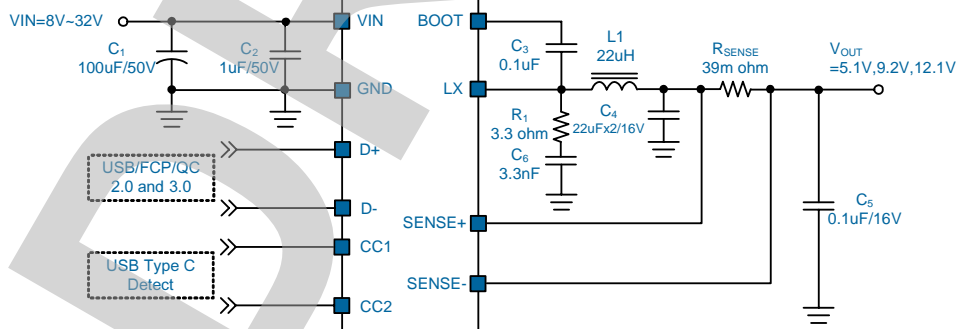 VIN=8V~32V
C1
100uF/50V
C2
1uF/50V
VIN
GND
D+
D-
CC1
CC2
USB/FCP/QC
2.0 and 3.0
USB Type C
Detect
BOOT
LX
SENSE+
SENSE-
C3
0.1uF
L1
22uH
R1
3.3 ohm
C6
3.3nF
C4
22uFx2/16V
RSENSE
39m ohm
VOUT
=5.1V,9.2V,12.1V
C5
0.1uF/16V